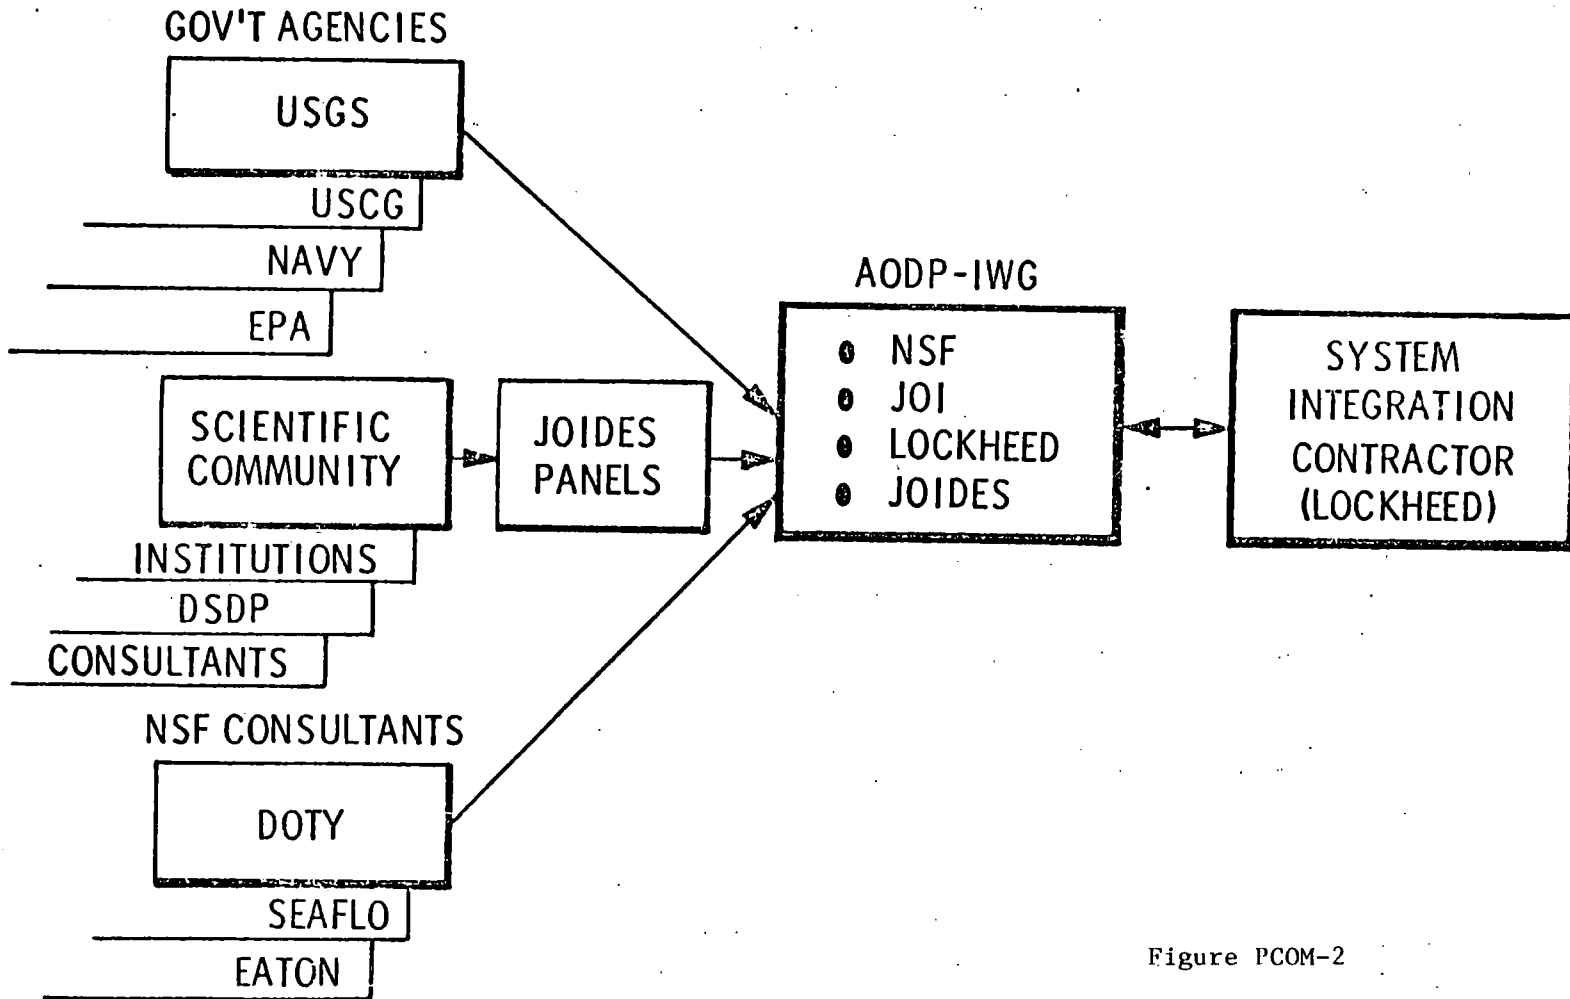 GOV'T AGENCIES
USGS
USCG
NAVY
EPA
SCIENTIFIC
COMMUNITY
INSTITUTIONS
DSDP
CONSULTANTS
JOIDES
PANELS
NSF CONSULTANTS
DOTY
SEAFLO
EATON
AODP-IWG
NSF
JOI
LOCKHEED
JOIDES
SYSTEM
INTEGRATION
CONTRACTOR
(LOCKHEED)
Figure PCOM-2